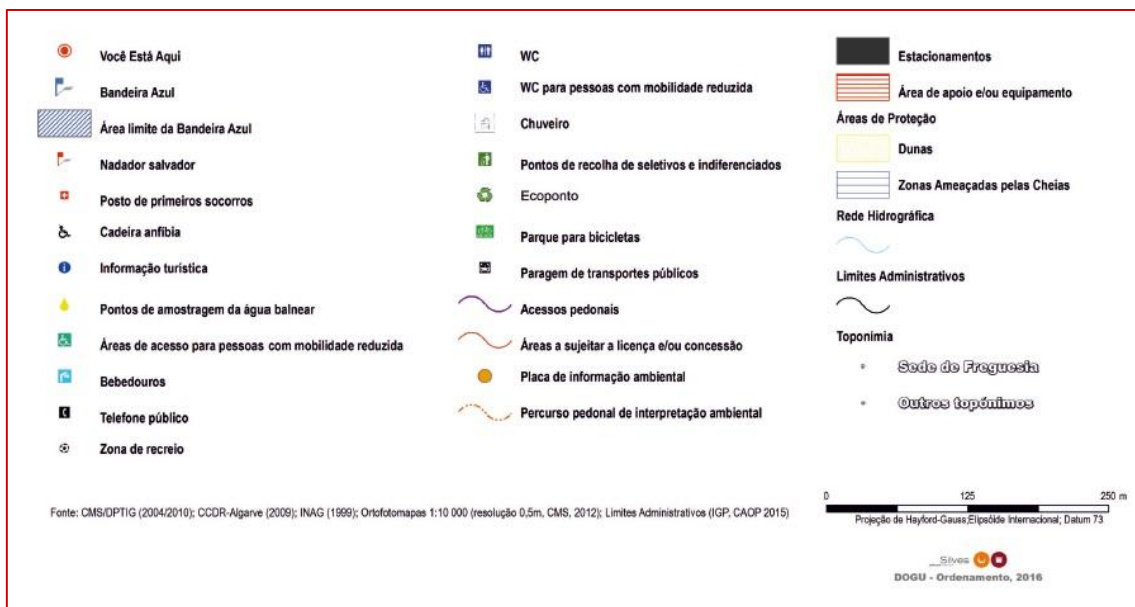 Você Está Aqui
Bandeira Azul
Área limite da Bandeira Azul
Nadador salvador
Posto de primeiros socorros
Cadeira anfíbia
Informação turística
Pontos de amostragem da água balnear
Áreas de acesso para pessoas com mobilidade reduzida
Bebedouros
Telefone público
Zona de recreio
WC
WC para pessoas com mobilidade reduzida
Chuveiro
Pontos de recolha de seletivos e indiferenciados
Ecoponto
Parque para bicicletas
Paragem de transportes públicos
Acessos pedonais
Áreas a sujeitar a licença e/ou concessão
Placa de informação ambiental
Percurso pedonal de interpretação ambiental
Estacionamentos
Área de apoio e/ou equipamento
Áreas de Proteção
Dunas
Zonas Ameaçadas pelas Cheias
Rede Hidrográfica
Limites Administrativos
Toponimia
Sede de Freguesia
Outros topónimos
Fonte: CMS/DPTIG (2004/2010); CCDR-Algarve (2009); INAG (1999); Ortofotomapas 1:10 000 (resolução 0,5m, CMS, 2012); Limites Administrativos (IGP, CAOP 2015)
0 125 250 m
Projeção de Hayford-Gauss;Elipsóide Internacional; Datum 73
Silves
DOGU - Ordenamento, 2016